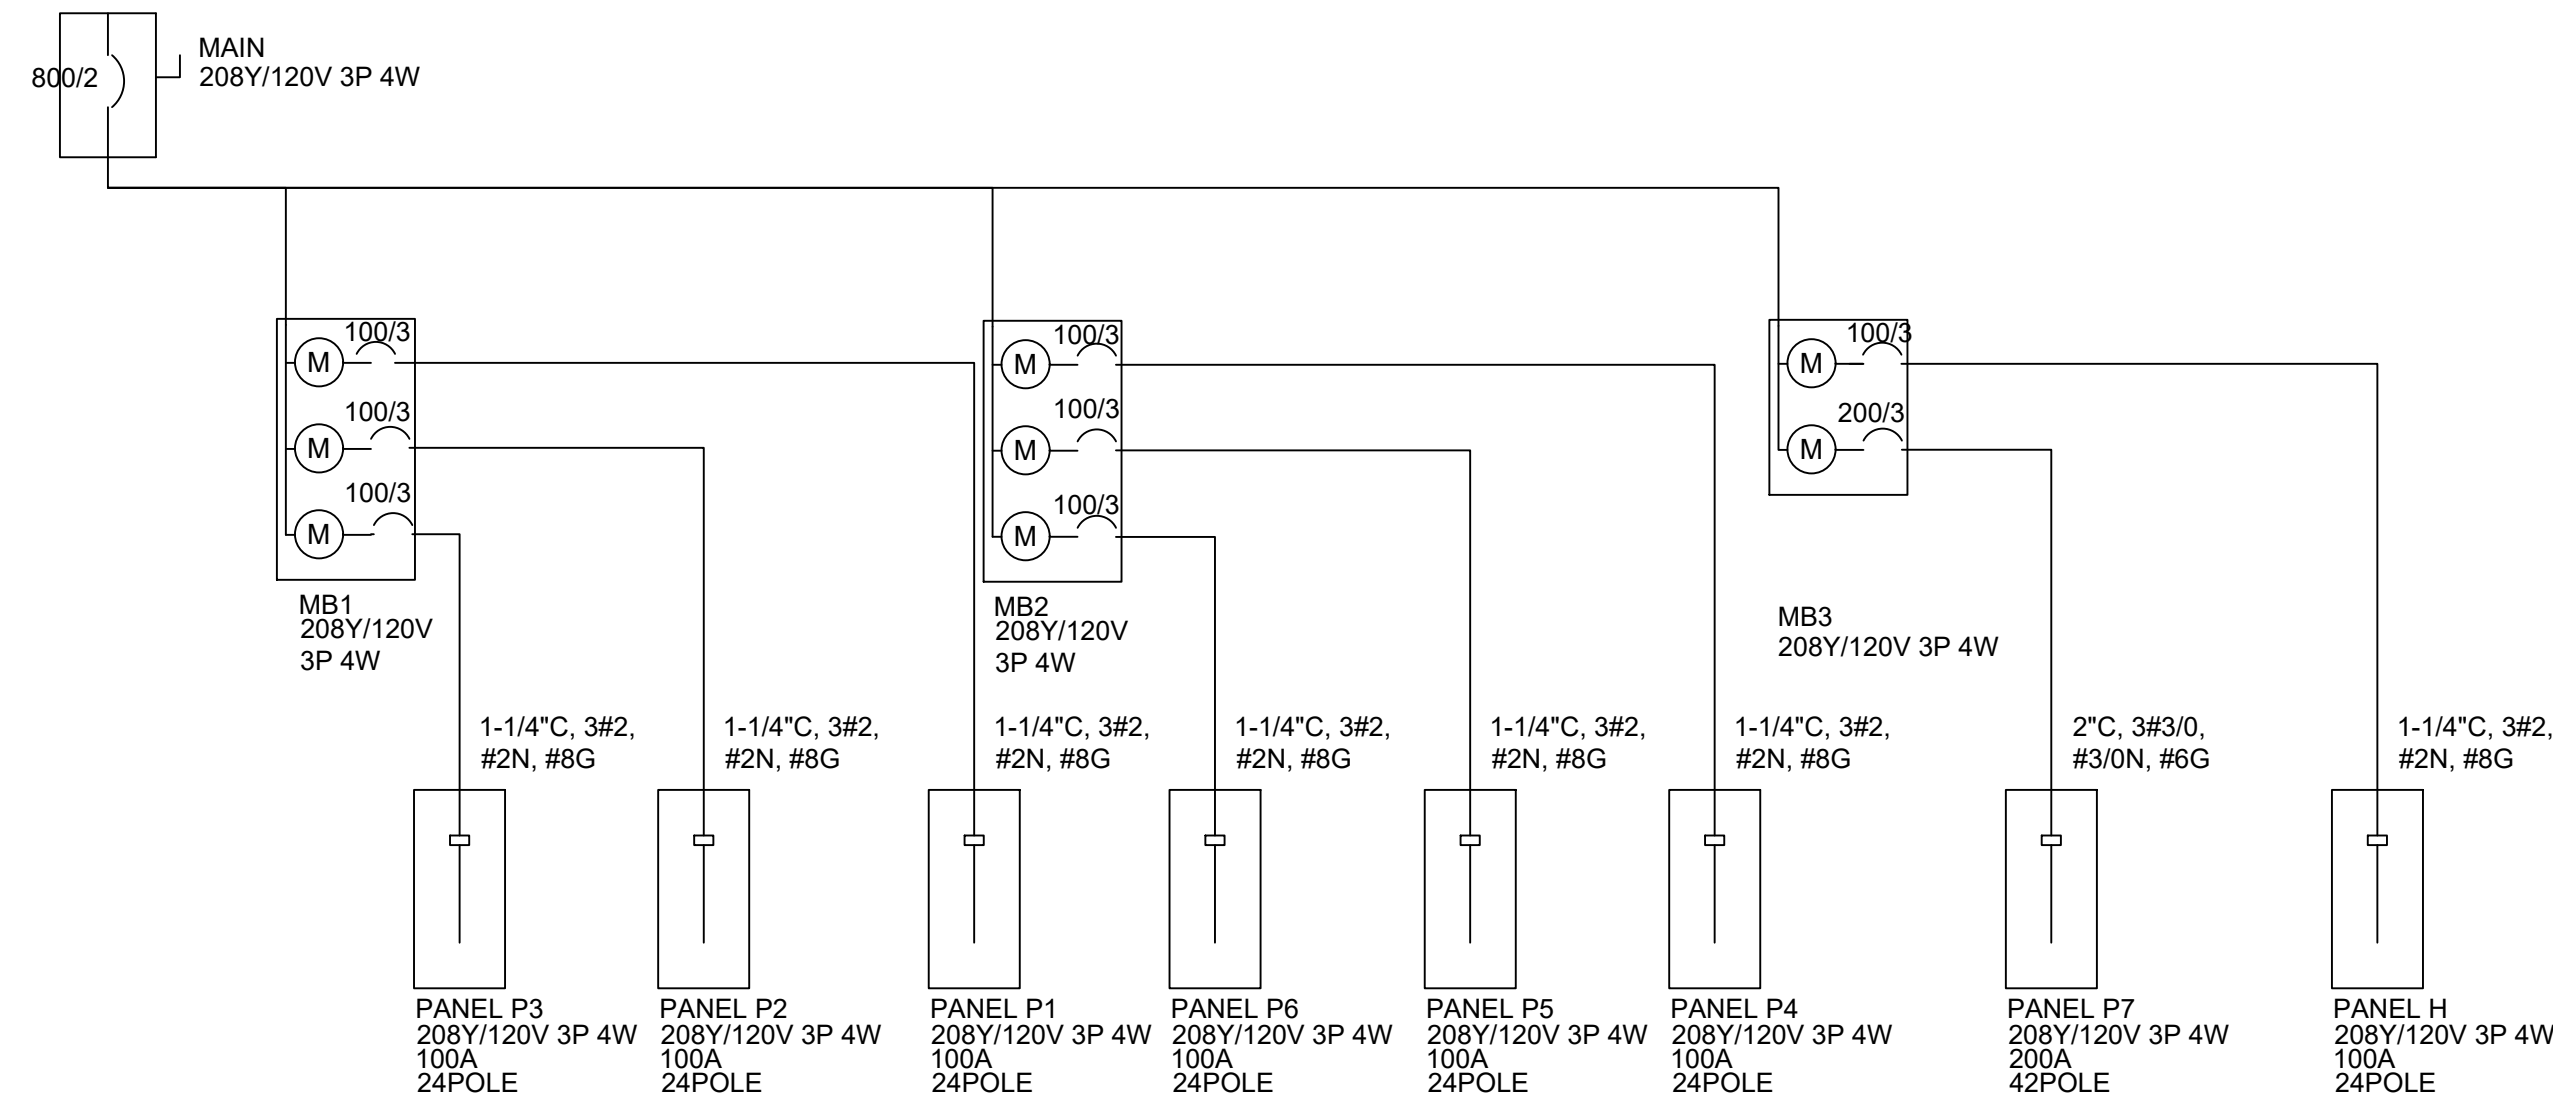 MAIN
800/2
208Y/120V 3P 4W
100/3
M
100/3
M
100/3
M
MB1
208Y/120V
3P 4W
100/3
M
100/3
M
100/3
M
MB2
208Y/120V
3P 4W
100/3
M
200/3
M
MB3
208Y/120V 3P 4W
1-1/4"C, 3#2,
#2N, #8G
1-1/4"C, 3#2,
#2N, #8G
1-1/4"C, 3#2,
#2N, #8G
1-1/4"C, 3#2,
#2N, #8G
1-1/4"C, 3#2,
#2N, #8G
1-1/4"C, 3#2,
#2N, #8G
2"C, 3#3/0,
#3/0N, #6G
1-1/4"C, 3#2,
#2N, #8G
PANEL P3
208Y/120V 3P 4W
100A
24POLE
PANEL P2
208Y/120V 3P 4W
100A
24POLE
PANEL P1
208Y/120V 3P 4W
100A
24POLE
PANEL P6
208Y/120V 3P 4W
100A
24POLE
PANEL P5
208Y/120V 3P 4W
100A
24POLE
PANEL P4
208Y/120V 3P 4W
100A
24POLE
PANEL P7
208Y/120V 3P 4W
200A
42POLE
PANEL H
208Y/120V 3P 4W
100A
24POLE